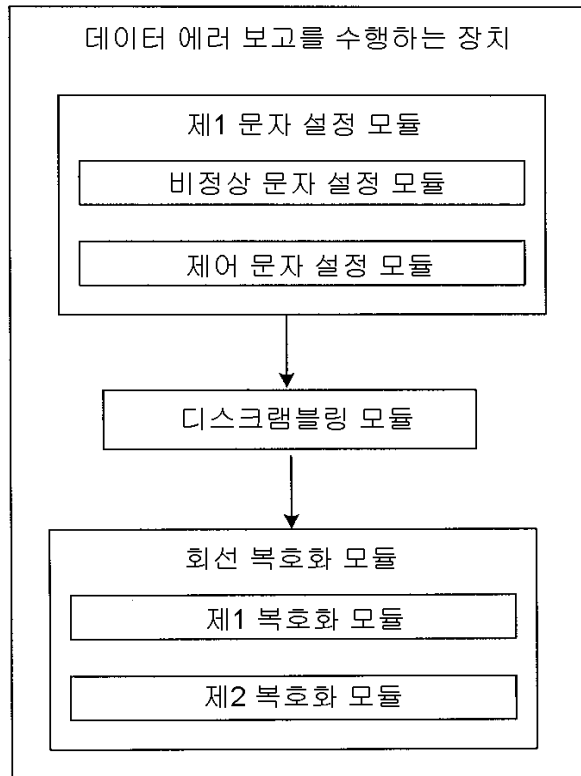 데이터 에러 보고를 수행하는 장치
제1 문자 설정 모듈
비정상 문자 설정 모듈
제어 문자 설정 모듈
디스크램블링 모듈
회선 복호화 모듈
제1 복호화 모듈
제2 복호화 모듈